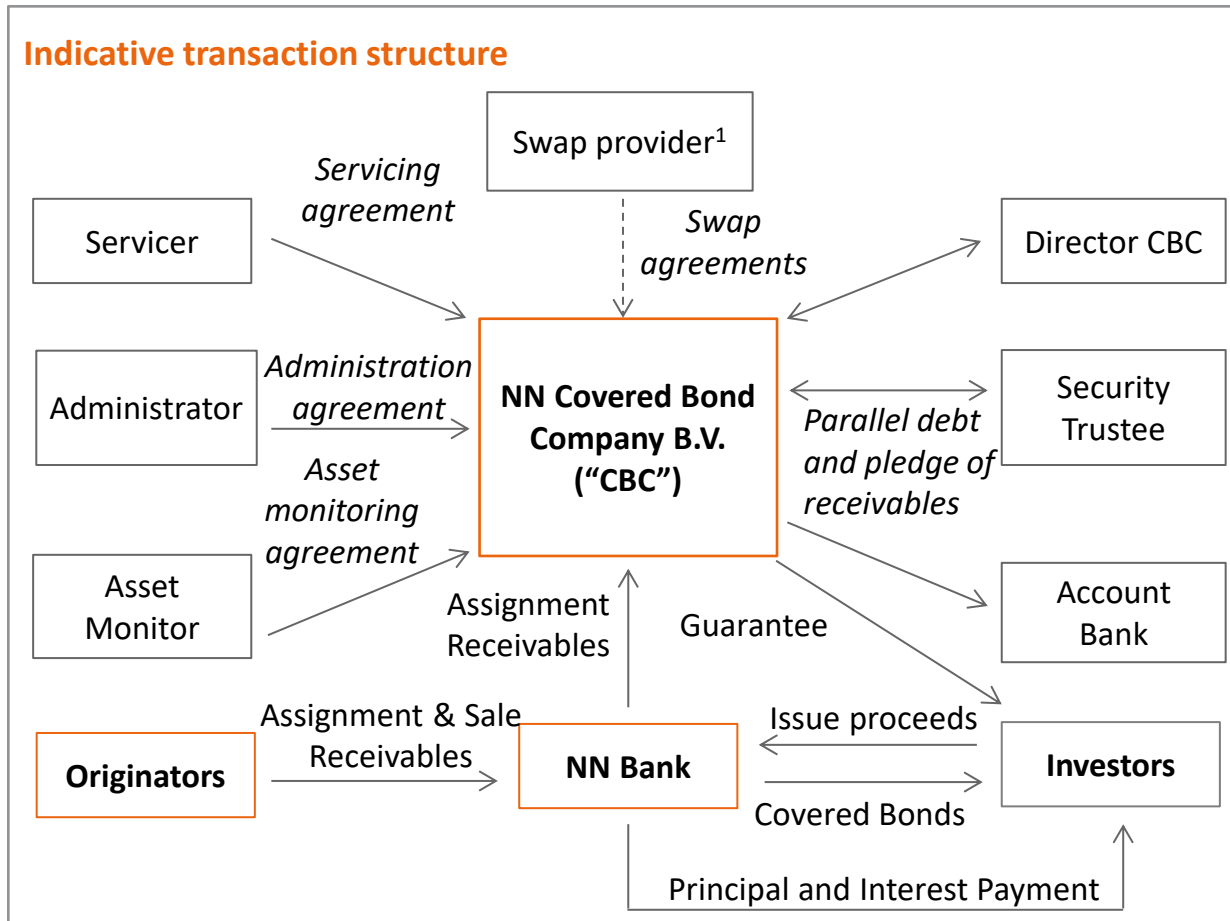 Indicative transaction structure
Swap provider¹
Servicing
agreement
Servicer
Swap
agreements
Director CBC
Administrator
Administration
agreement
NN Covered Bond
Company B.V.
(“CBC”)
Security
Trustee
Parallel debt
and pledge of
receivables
Asset
monitoring
agreement
Asset
Monitor
Assignment
Receivables
Guarantee
Account
Bank
Originators
Assignment & Sale
Receivables
NN Bank
Issue proceeds
Covered Bonds
Investors
Principal and Interest Payment